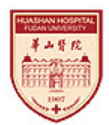 HUASHAN HOSPITAL
FUDAN UNIVERSITY
華山醫院
1907